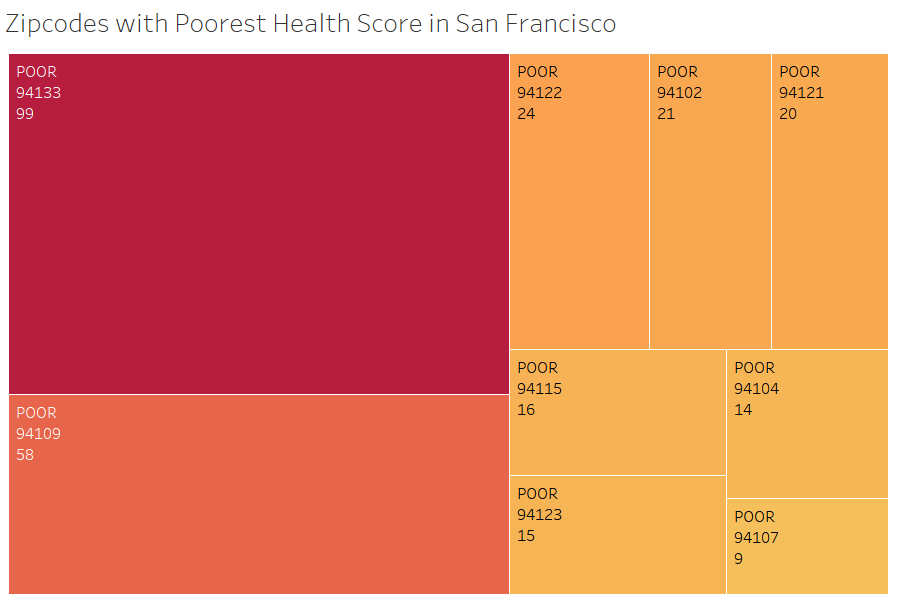 Zipcodes with Poorest Health Score in San Francisco
POOR
94133
99
POOR
94109
58
POOR
94122
24
POOR
94102
21
POOR
94121
20
POOR
94115
16
POOR
94123
15
POOR
94104
14
POOR
94107
9